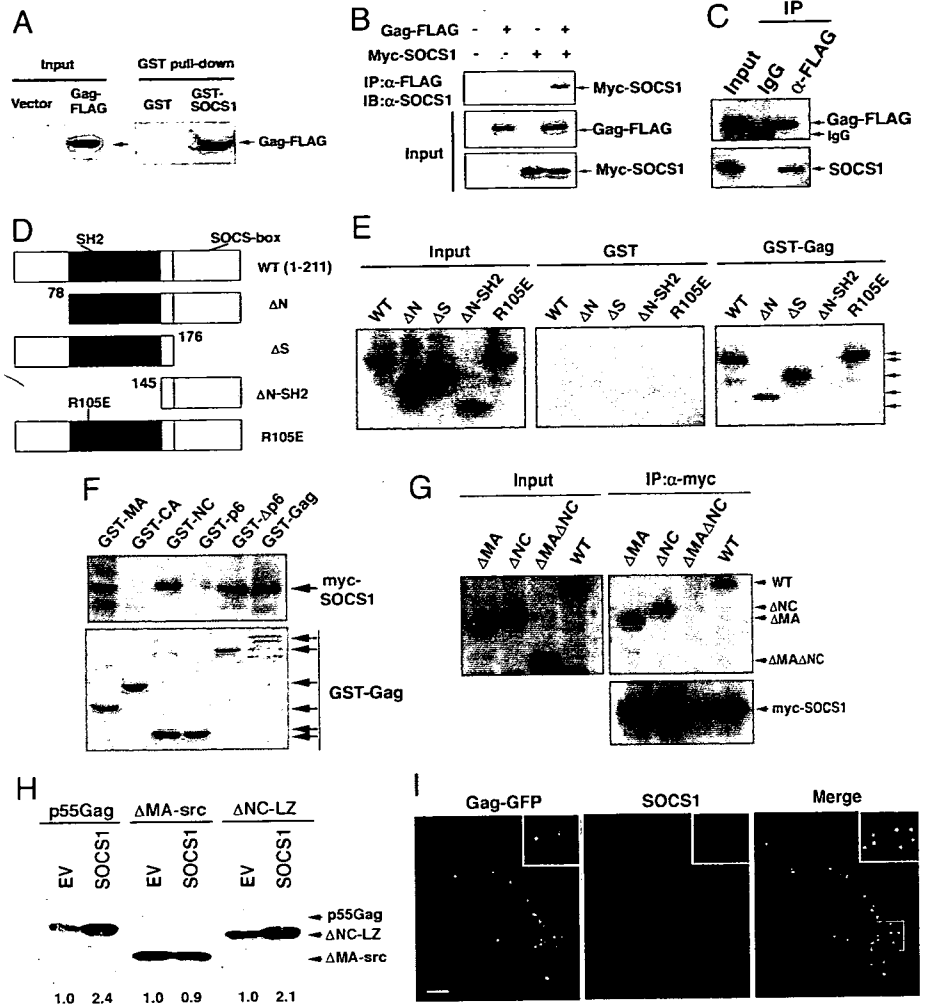 A
Input
GST pull-down
Vector
Gag-FLAG
GST
GST-SOCS1
Gag-FLAG
B
Gag-FLAG - + - +
Myc-SOCS1 - - + +
IP:α-FLAG
IB:α-SOCS1
Myc-SOCS1
Input
Gag-FLAG
Myc-SOCS1
C
IP
Input
IgG
α-FLAG
Gag-FLAG
IgG
SOCS1
D
SH2
SOCS-box
WT (1-211)
78
ΔN
176
ΔS
145
ΔN-SH2
R105E
R105E
E
Input
GST
GST-Gag
WT ΔN ΔS ΔN-SH2 R105E
WT ΔN ΔS ΔN-SH2 R105E
WT ΔN ΔS ΔN-SH2 R105E
F
GST-MA
GST-CA
GST-NC
GST-p6
GST-Δp6
GST-Gag
myc-SOCS1
GST-Gag
G
Input
IP:α-myc
ΔMA ΔNC ΔMAΔNC WT
ΔMA ΔNC ΔMAΔNC WT
WT
ΔNC
ΔMA
ΔMAΔNC
myc-SOCS1
H
p55Gag
ΔMA-src
ΔNC-LZ
EV SOCS1 EV SOCS1 EV SOCS1
p55Gag
ΔNC-LZ
ΔMA-src
1.0 2.4 1.0 0.9 1.0 2.1
I
Gag-GFP
SOCS1
Merge